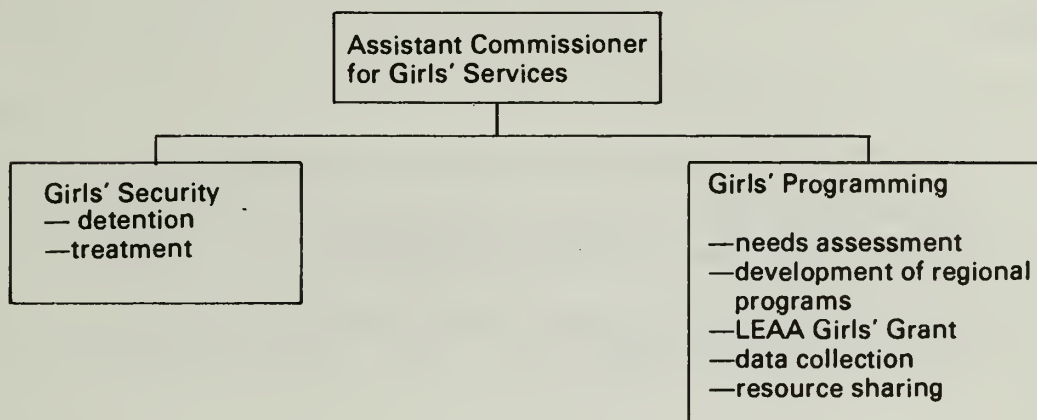 Assistant Commissioner
for Girls' Services
Girls' Security
— detention
—treatment
Girls' Programming
—needs assessment
—development of regional
programs
—LEAA Girls' Grant
—data collection
—resource sharing